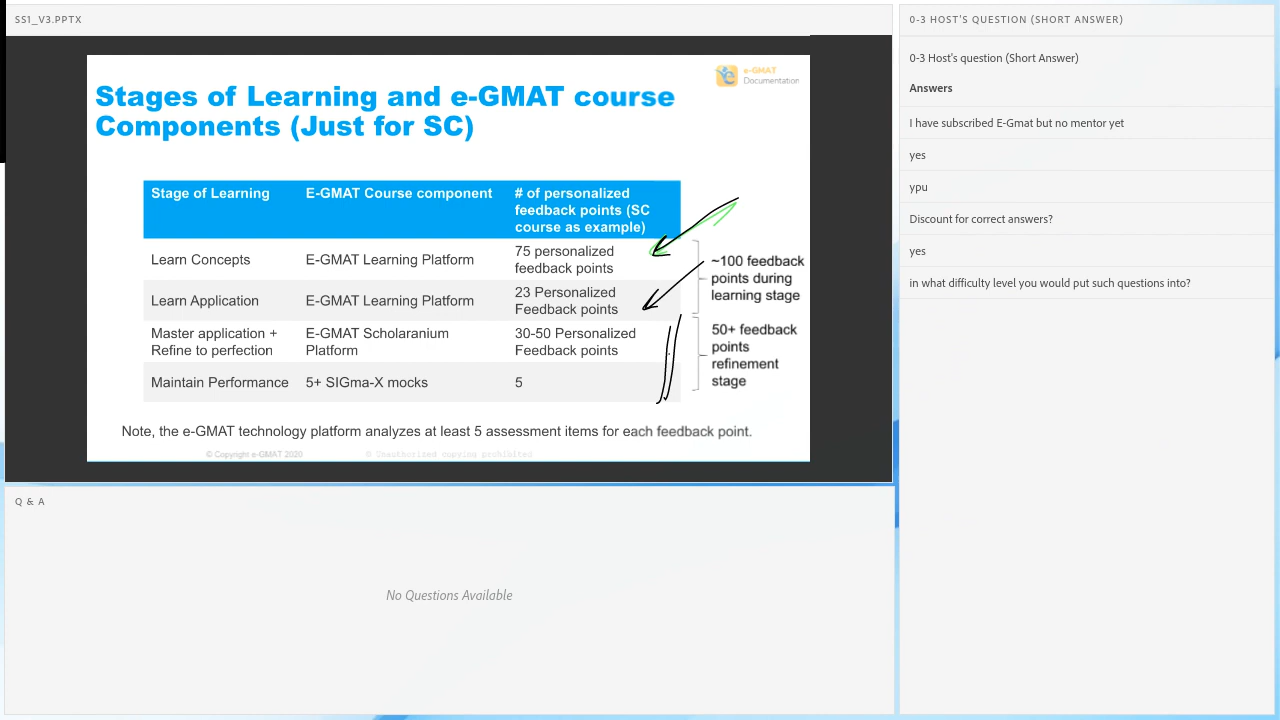 SS1_V3.PPTX
e-GMAT
Documentation
Stages of Learning and e-GMAT course
Components (Just for SC)
Stage of Learning
E-GMAT Course component
# of personalized
feedback points (SC
course as example)
Learn Concepts
E-GMAT Learning Platform
75 personalized
feedback points
Learn Application
E-GMAT Learning Platform
23 Personalized
Feedback points
Master application +
Refine to perfection
E-GMAT Scholaranium
Platform
30-50 Personalized
Feedback points
Maintain Performance
5+ SIGma-X mocks
5
~100 feedback
points during
learning stage
50+ feedback
points
refinement
stage
Note, the e-GMAT technology platform analyzes at least 5 assessment items for each feedback point.
© Copyright e-GMAT 2020
© Unauthorized copying prohibited
Q & A
No Questions Available
0-3 HOST'S QUESTION (SHORT ANSWER)
0-3 Host's question (Short Answer)
Answers
I have subscribed E-Gmat but no mentor yet
yes
ypu
Discount for correct answers?
yes
in what difficulty level you would put such questions into?